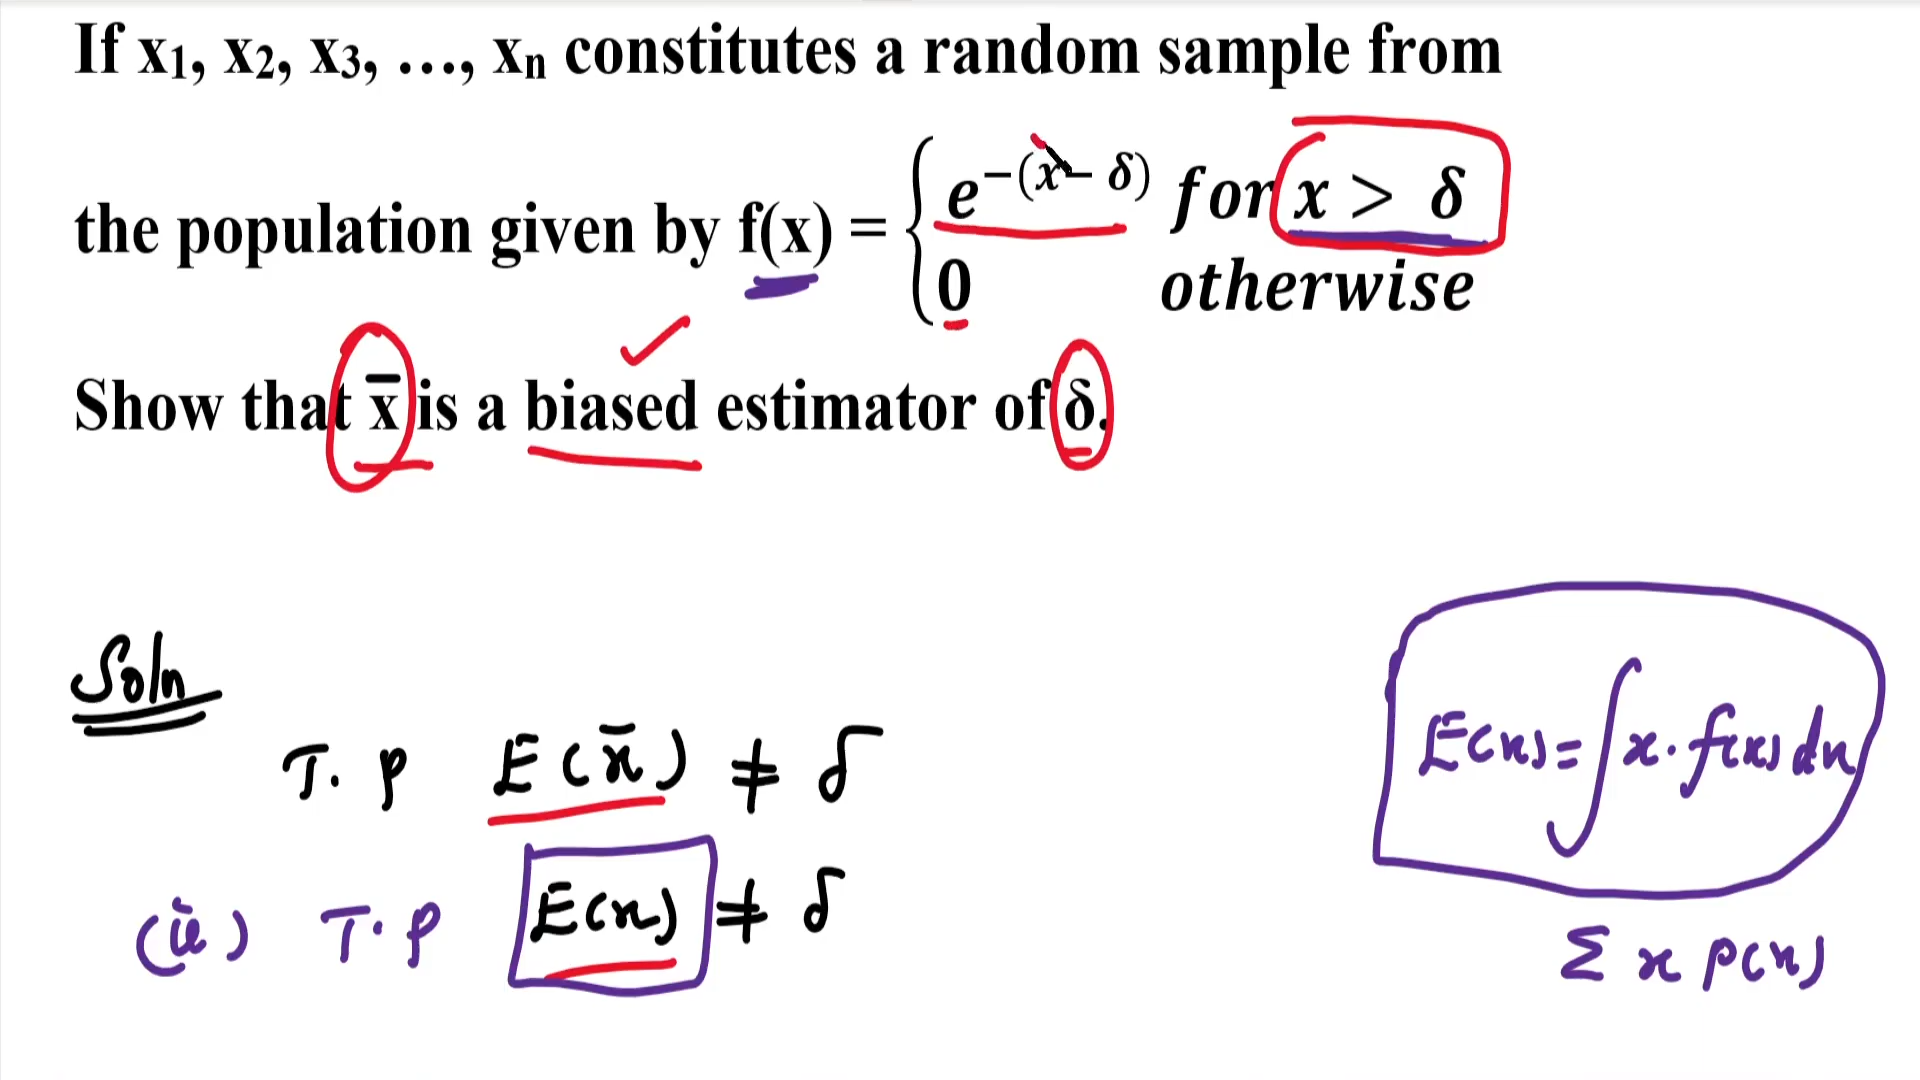 If x₁, x₂, x₃, …, xₙ constitutes a random sample from
the population given by f(x) = { e^−(x − δ) for x > δ
0 otherwise
Show that x̄ is a biased estimator of δ.
Soln
T. p E(x̄) ≠ δ
(ie) T.p E(x) ≠ δ
E(x) = ∫x.f(x)dx
Σ x p(x)